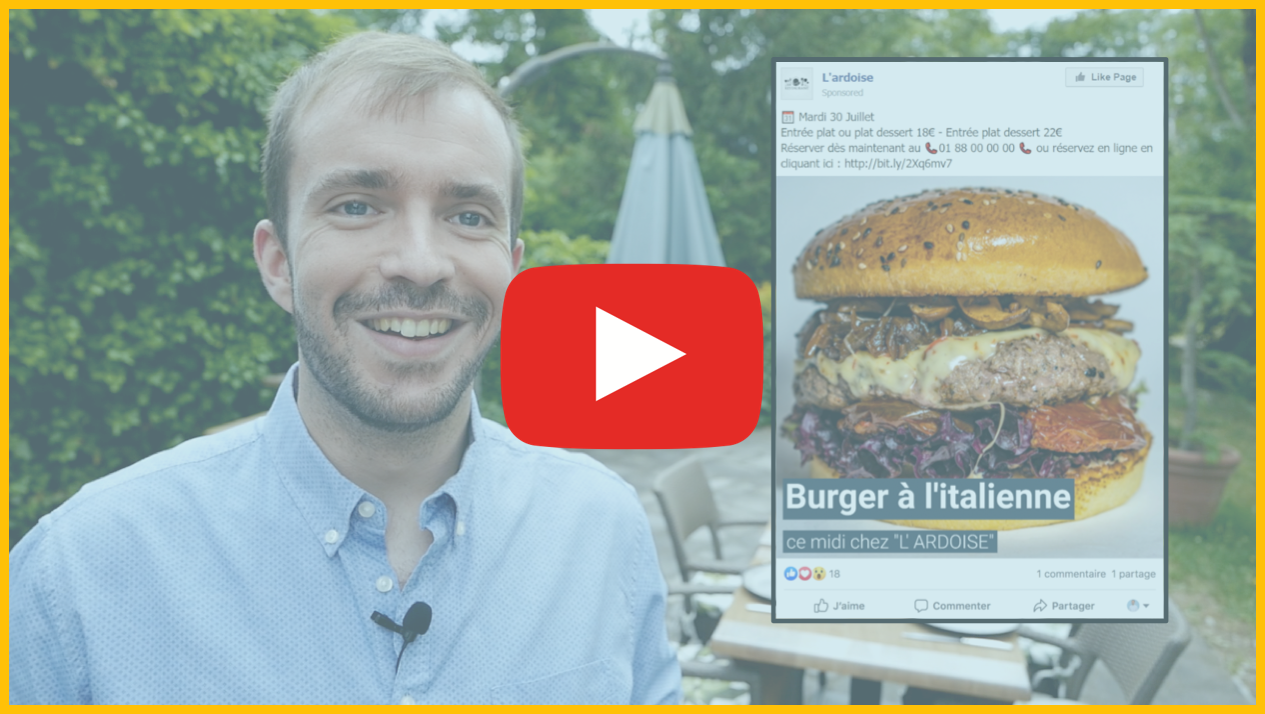 L'ardoise
Like Page
Sponsored
Mardi 30 Juillet
Entrée plat ou plat dessert 18€ - Entrée plat dessert 22€
Réserver dès maintenant au 📞01 88 00 00 00 📞 ou réservez en ligne en
cliquant ici : http://bit.ly/2Xq6mv7
Burger à l'italienne
ce midi chez "L' ARDOISE"
18
1 commentaire 1 partage
J'aime
Commenter
Partager